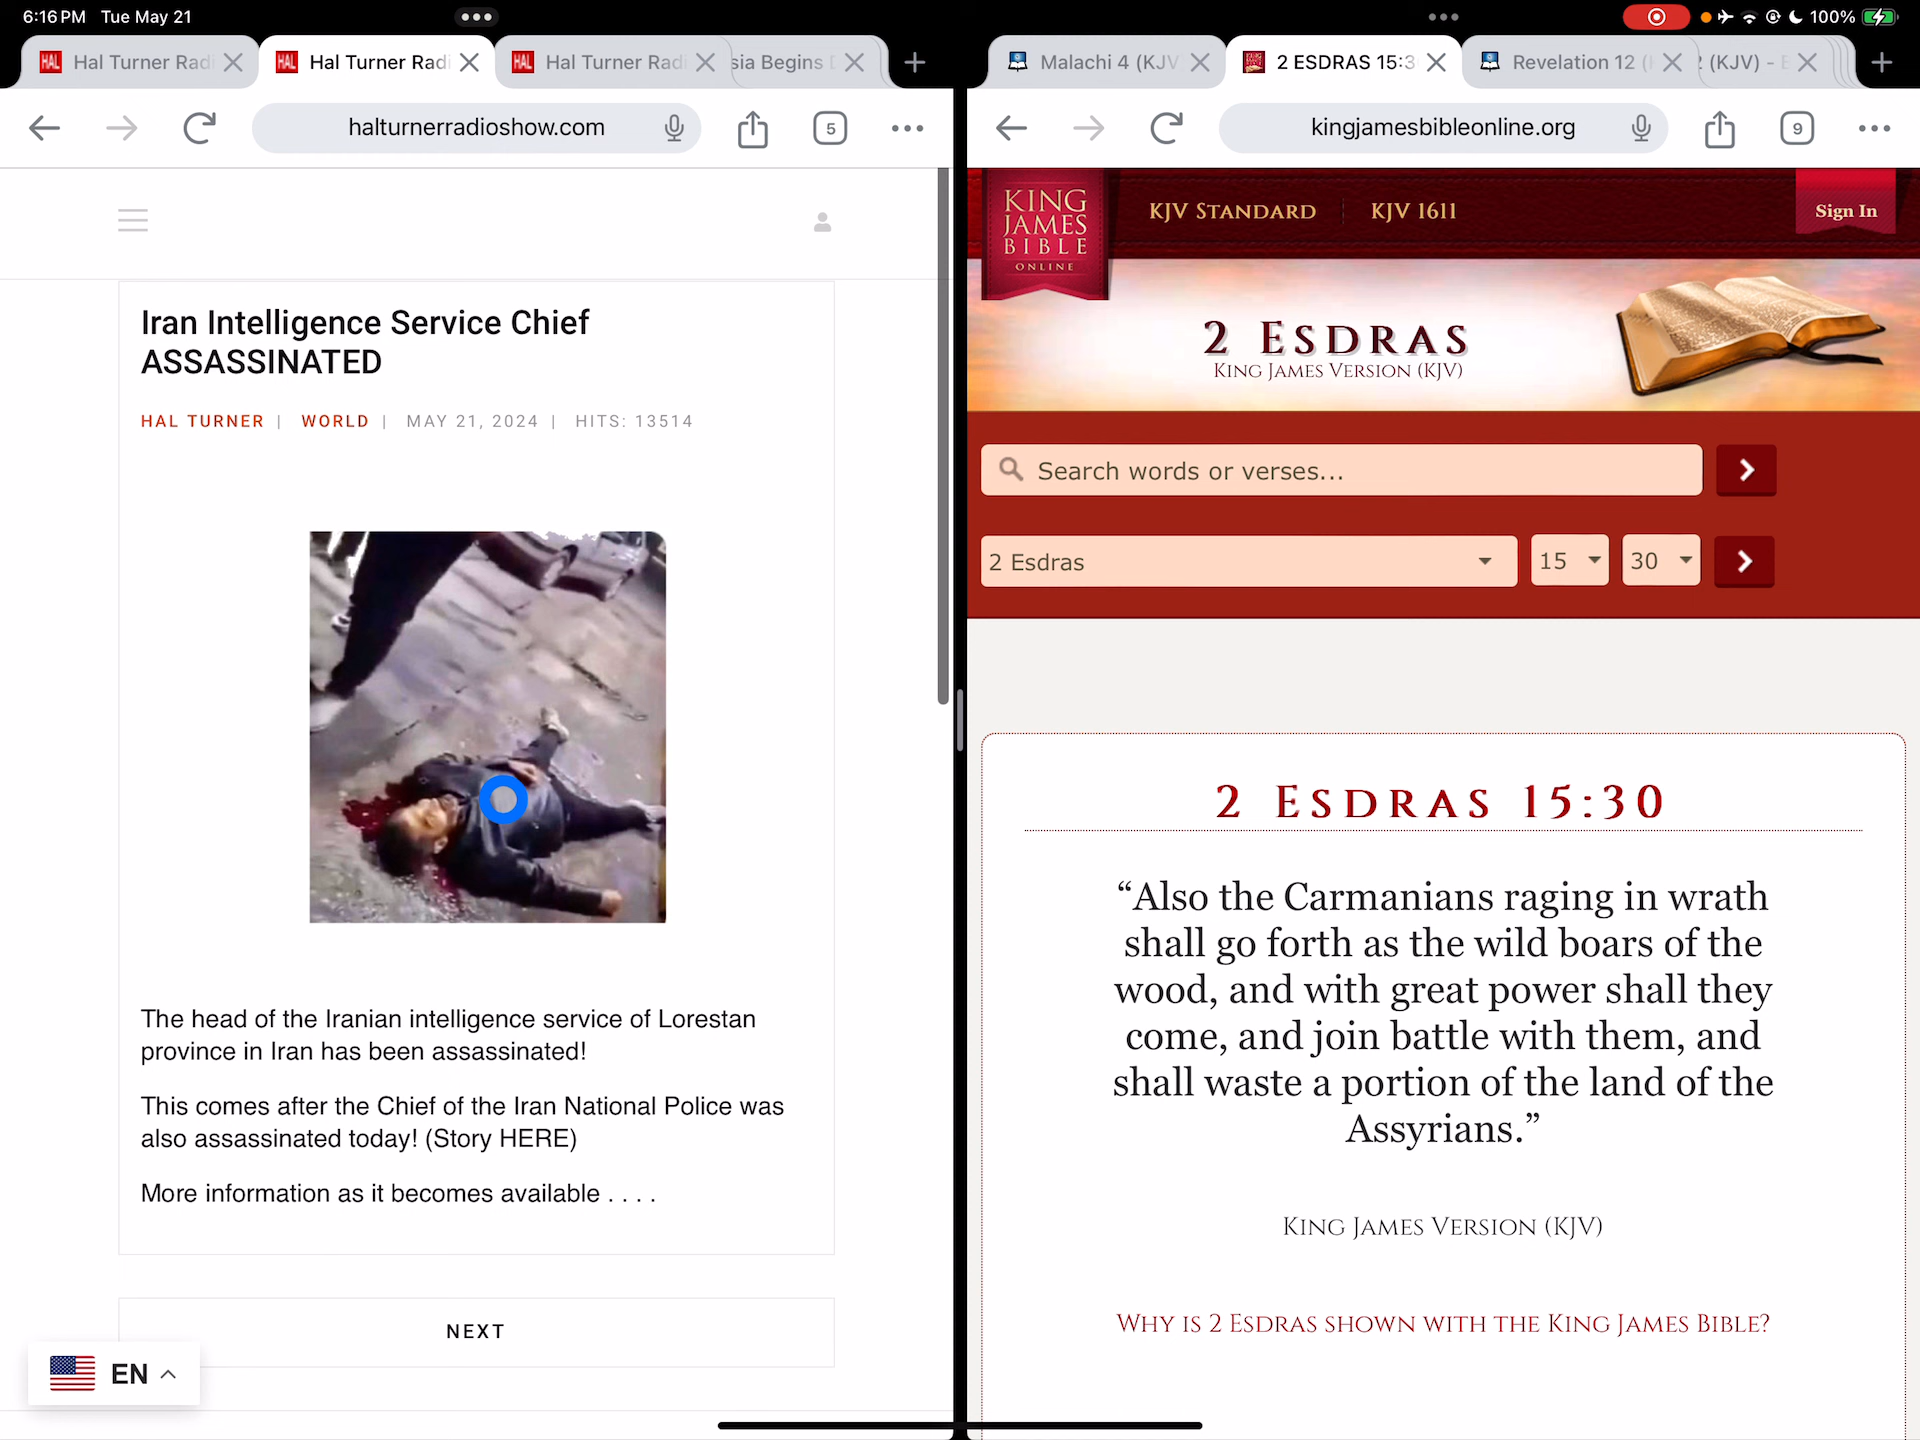 6:16 PM Tue May 21
100%
HAL Hal Turner Radi
HAL Hal Turner Radi
HAL Hal Turner Radi
sia Begins
Malachi 4 (KJV
2 ESDRAS 15:3
Revelation 12 (
(KJV) -
halturnerradioshow.com
5
kingjamesbibleonline.org
9
Iran Intelligence Service Chief
ASSASSINATED
HAL TURNER | WORLD | MAY 21, 2024 | HITS: 13514
The head of the Iranian intelligence service of Lorestan
province in Iran has been assassinated!
This comes after the Chief of the Iran National Police was
also assassinated today! (Story HERE)
More information as it becomes available . . . .
NEXT
EN
KING
JAMES
BIBLE
ONLINE
KJV STANDARD
KJV 1611
Sign In
2 ESDRAS
KING JAMES VERSION (KJV)
Search words or verses...
2 Esdras
15
30
2 ESDRAS 15:30
“Also the Carmanians raging in wrath
shall go forth as the wild boars of the
wood, and with great power shall they
come, and join battle with them, and
shall waste a portion of the land of the
Assyrians.”
KING JAMES VERSION (KJV)
WHY IS 2 ESDRAS SHOWN WITH THE KING JAMES BIBLE?